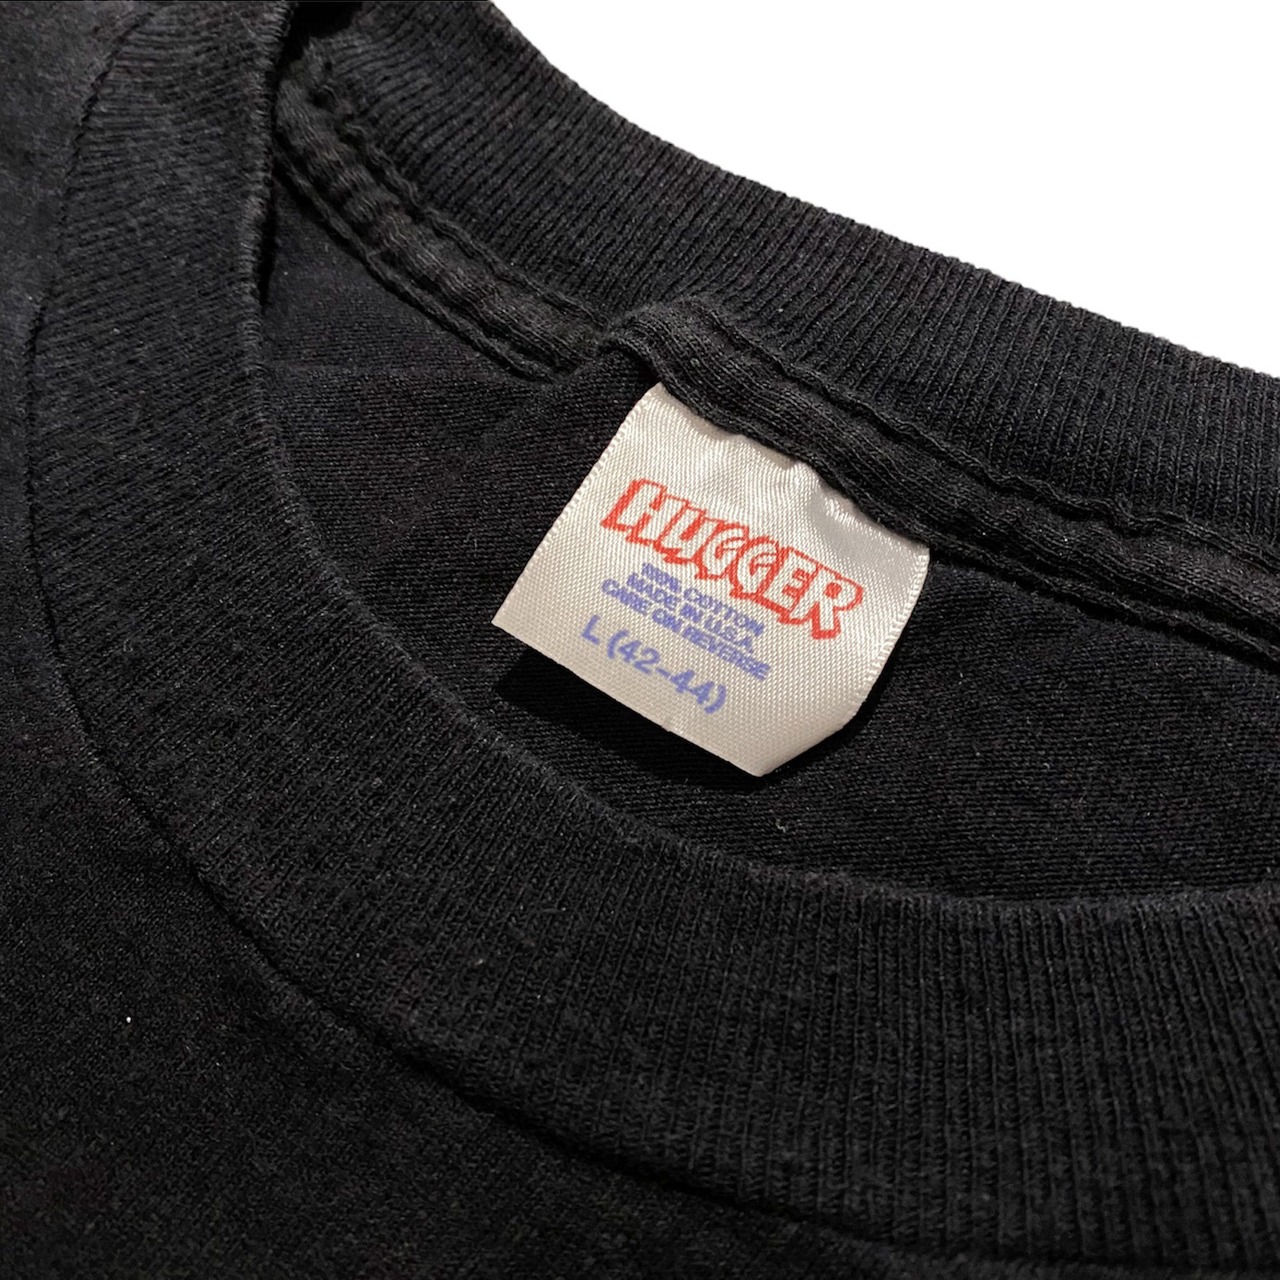 HUGGER
100% COTTON
MADE IN U.S.A.
CARE ON REVERSE
L (42-44)